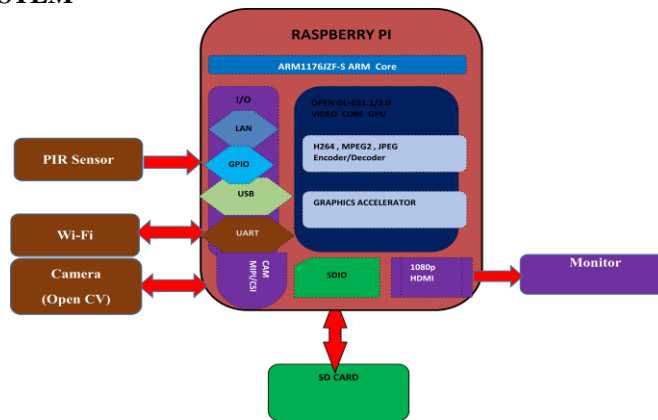 STEM
RASPBERRY PI
ARM1176JZF-S ARM Core
I/O
LAN
GPIO
USB
UART
CAM
MIPI/CSI
OPEN GL-ES1.1/2.0
VIDEO CORE GPU
H264 , MPEG2 , JPEG
Encoder/Decoder
GRAPHICS ACCELERATOR
SDIO
1080p
HDMI
PIR Sensor
Wi-Fi
Camera
(Open CV)
Monitor
SD CARD